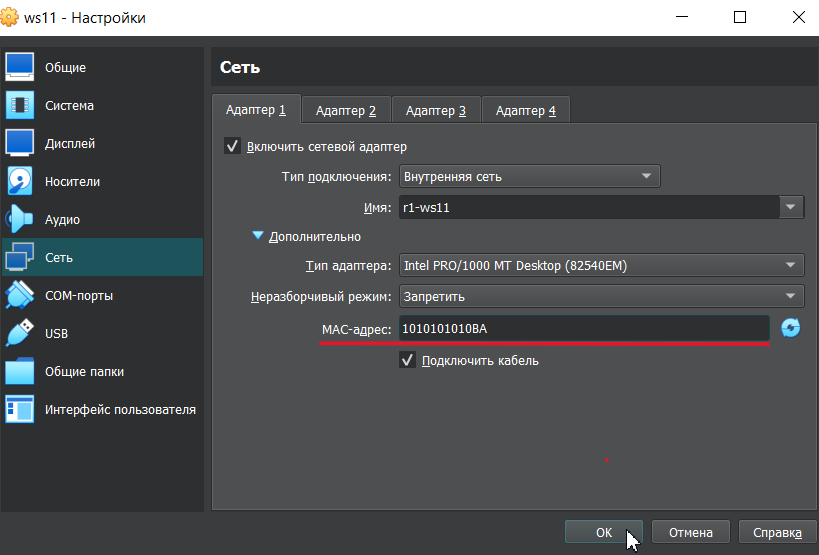 ws11 - Настройки
Общие
Система
Дисплей
Носители
Аудио
Сеть
COM-порты
USB
Общие папки
Интерфейс пользователя
Сеть
Адаптер 1 Адаптер 2 Адаптер 3 Адаптер 4
Включить сетевой адаптер
Тип подключения: Внутренняя сеть
Имя: r1-ws11
Дополнительно
Тип адаптера: Intel PRO/1000 MT Desktop (82540EM)
Неразборчивый режим: Запретить
MAC-адрес: 1010101010BA
Подключить кабель
OK Отмена Справка